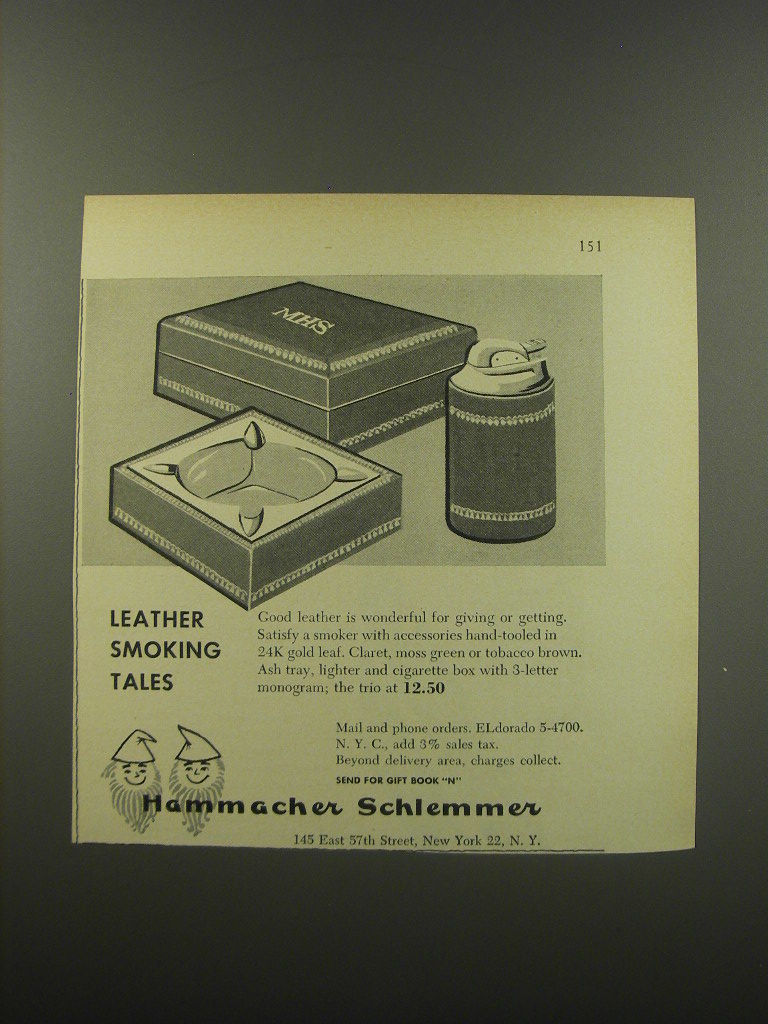 151
MHS
LEATHER
SMOKING
TALES
Good leather is wonderful for giving or getting.
Satisfy a smoker with accessories hand-tooled in
24K gold leaf. Claret, moss green or tobacco brown.
Ash tray, lighter and cigarette box with 3-letter
monogram; the trio at 12.50
Mail and phone orders. ELdorado 5-4700.
N. Y. C., add 3% sales tax.
Beyond delivery area, charges collect.
SEND FOR GIFT BOOK "N"
Hammacher Schlemmer
145 East 57th Street, New York 22, N. Y.